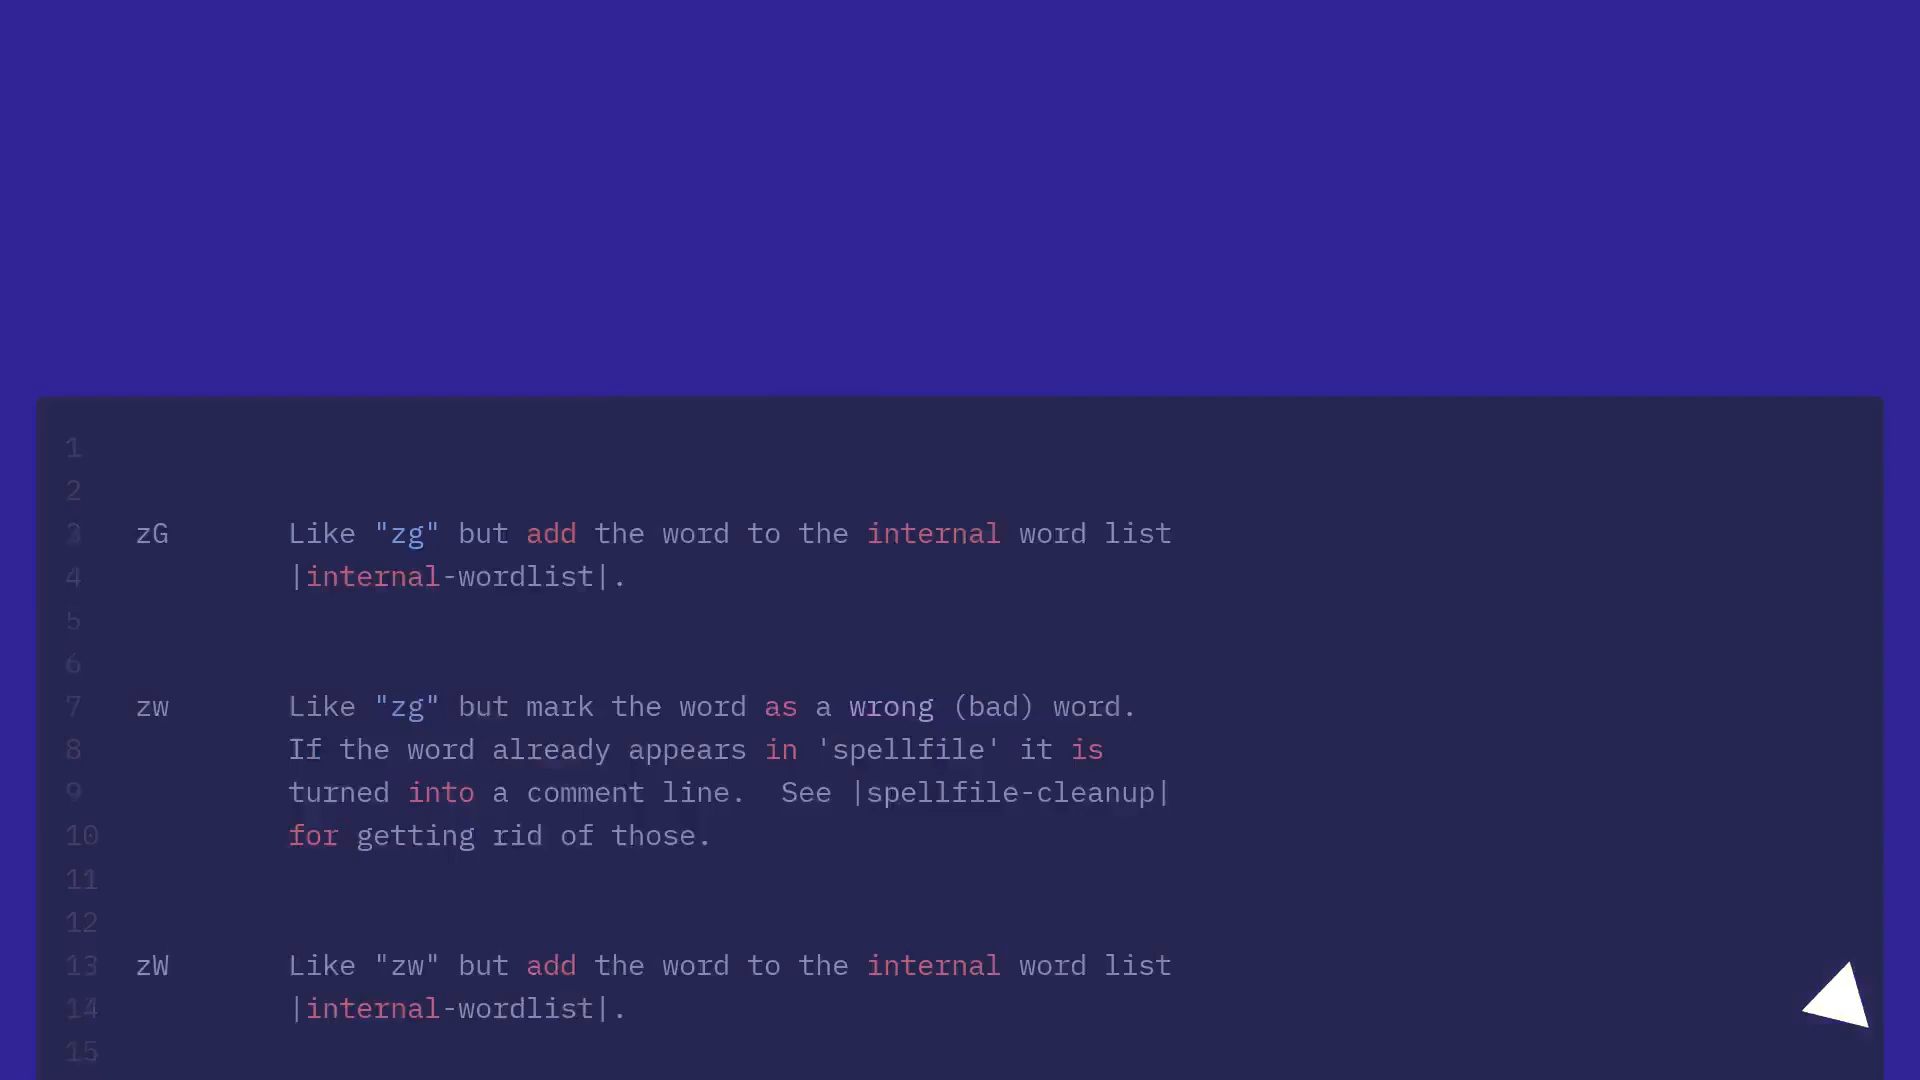 1
2
3 zG Like "zg" but add the word to the internal word list
4 |internal-wordlist|.
5
6
7 zw Like "zg" but mark the word as a wrong (bad) word.
8 If the word already appears in 'spellfile' it is
9 turned into a comment line.  See |spellfile-cleanup|
10 for getting rid of those.
11
12
13 zW Like "zw" but add the word to the internal word list
14 |internal-wordlist|.
15